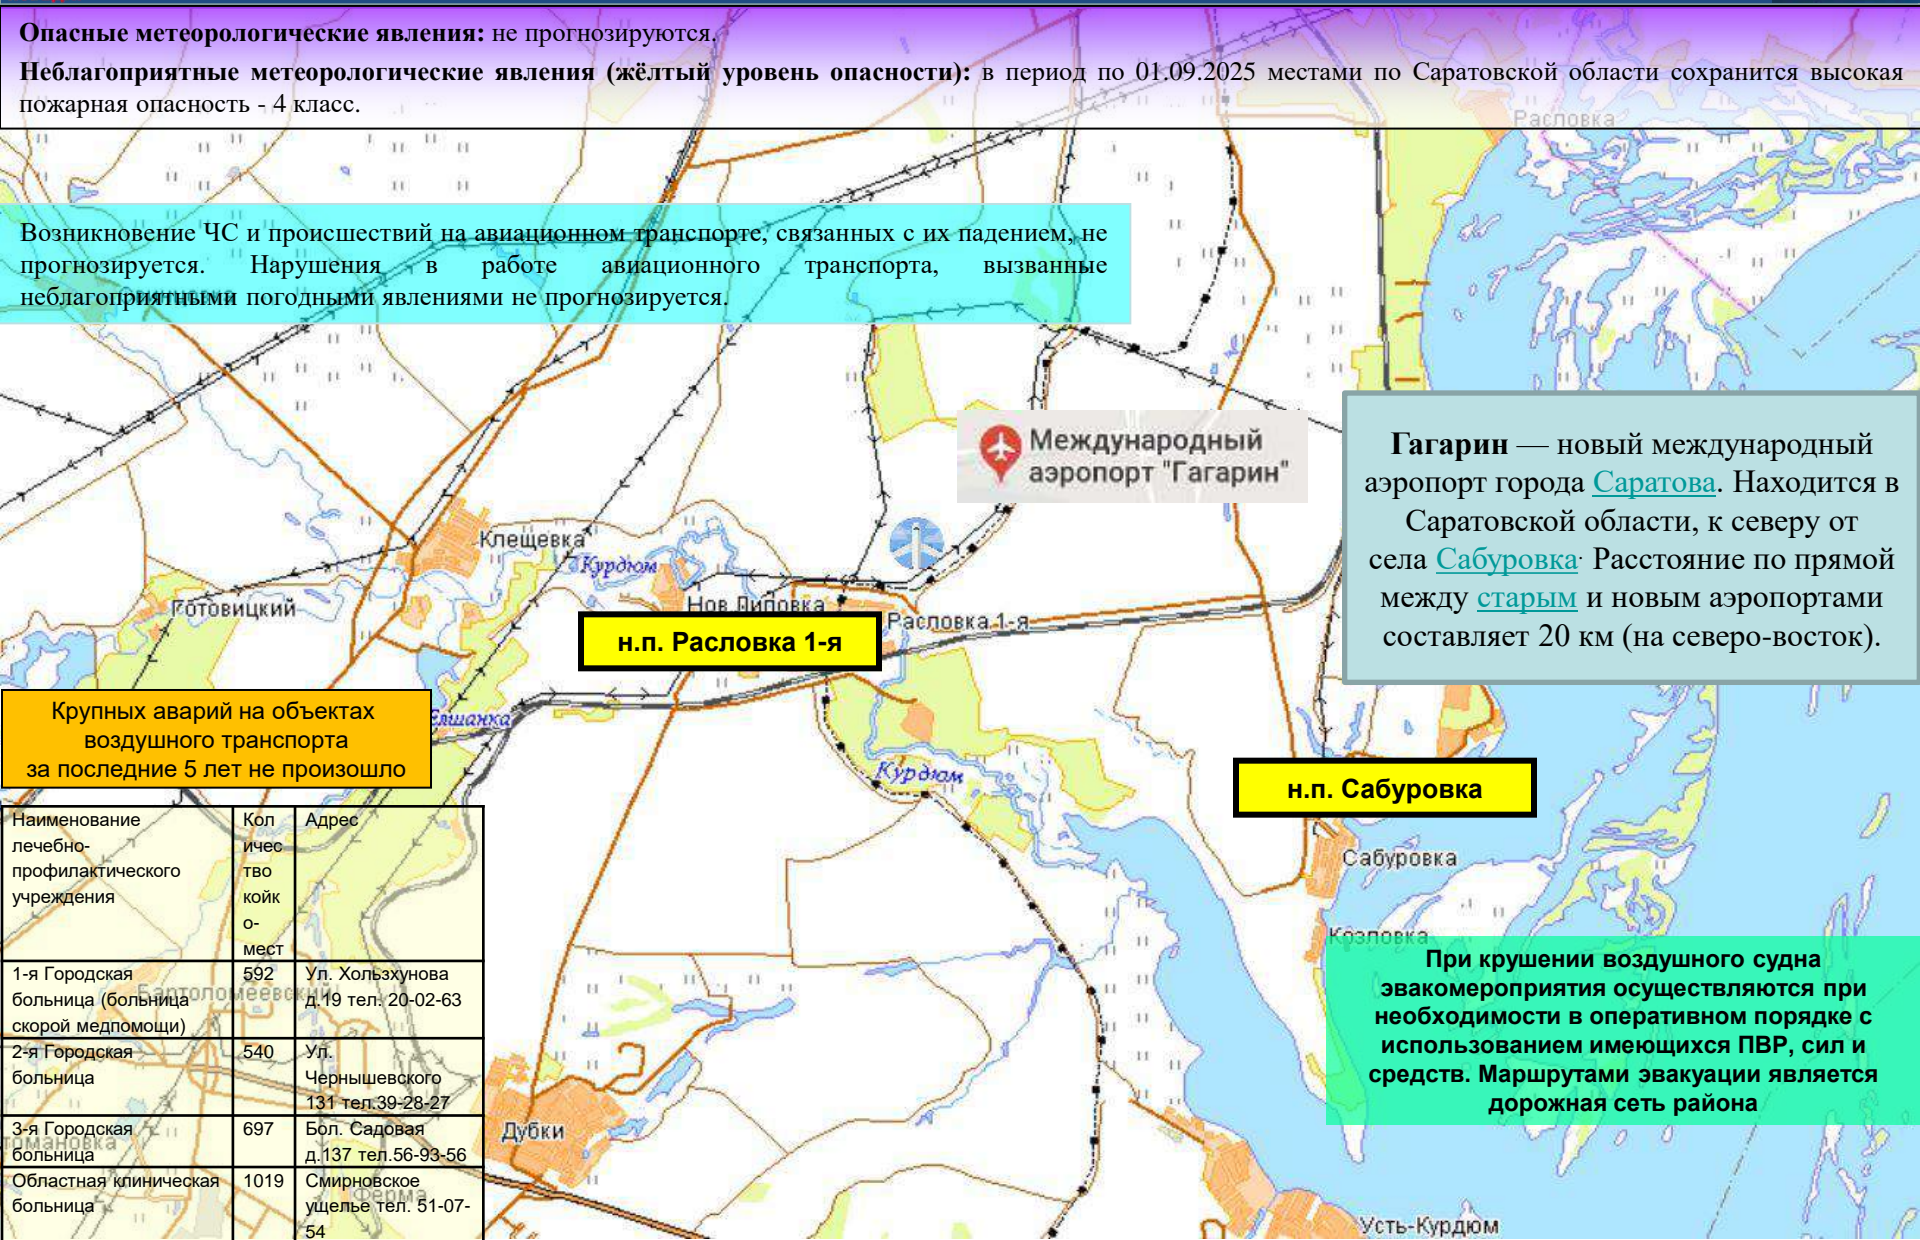 Опасные метеорологические явления: не прогнозируются.
Неблагоприятные метеорологические явления (жёлтый уровень опасности): в период по 01.09.2025 местами по Саратовской области сохранится высокая
пожарная опасность - 4 класс.
Расловка
Возникновение ЧС и происшествий на авиационном транспорте, связанных с их падением, не
прогнозируется. Нарушения в работе авиационного транспорта, вызванные
неблагоприятными погодными явлениями не прогнозируется.
Международный
аэропорт "Гагарин"
Гагарин — новый международный
аэропорт города Саратова. Находится в
Саратовской области, к северу от
села Сабуровка. Расстояние по прямой
между старым и новым аэропортами
составляет 20 км (на северо-восток).
Клещевка
Курдюм
Готовицкий
Нов.Липовка
Расловка 1-я
н.п. Расловка 1-я
Елшанка
Крупных аварий на объектах
воздушного транспорта
за последние 5 лет не произошло
Курдюм
н.п. Сабуровка
Сабуровка
Козловка
Наименование
лечебно-
профилактического
учреждения
Кол
ичес
тво
койк
о-
мест
Адрес
1-я Городская
больница (больница
скорой медпомощи)
592
Ул. Хользхунова
д.19 тел. 20-02-63
Бартоломеевский
2-я Городская
больница
540
Ул.
Чернышевского
131 тел.39-28-27
3-я Городская
больница
697
Бол. Садовая
д.137 тел.56-93-56
Областная клиническая
больница
1019
Смирновское
ущелье тел. 51-07-
54
Ферма
Дубки
При крушении воздушного судна
эвакомероприятия осуществляются при
необходимости в оперативном порядке с
использованием имеющихся ПВР, сил и
средств. Маршрутами эвакуации является
дорожная сеть района
Усть-Курдюм